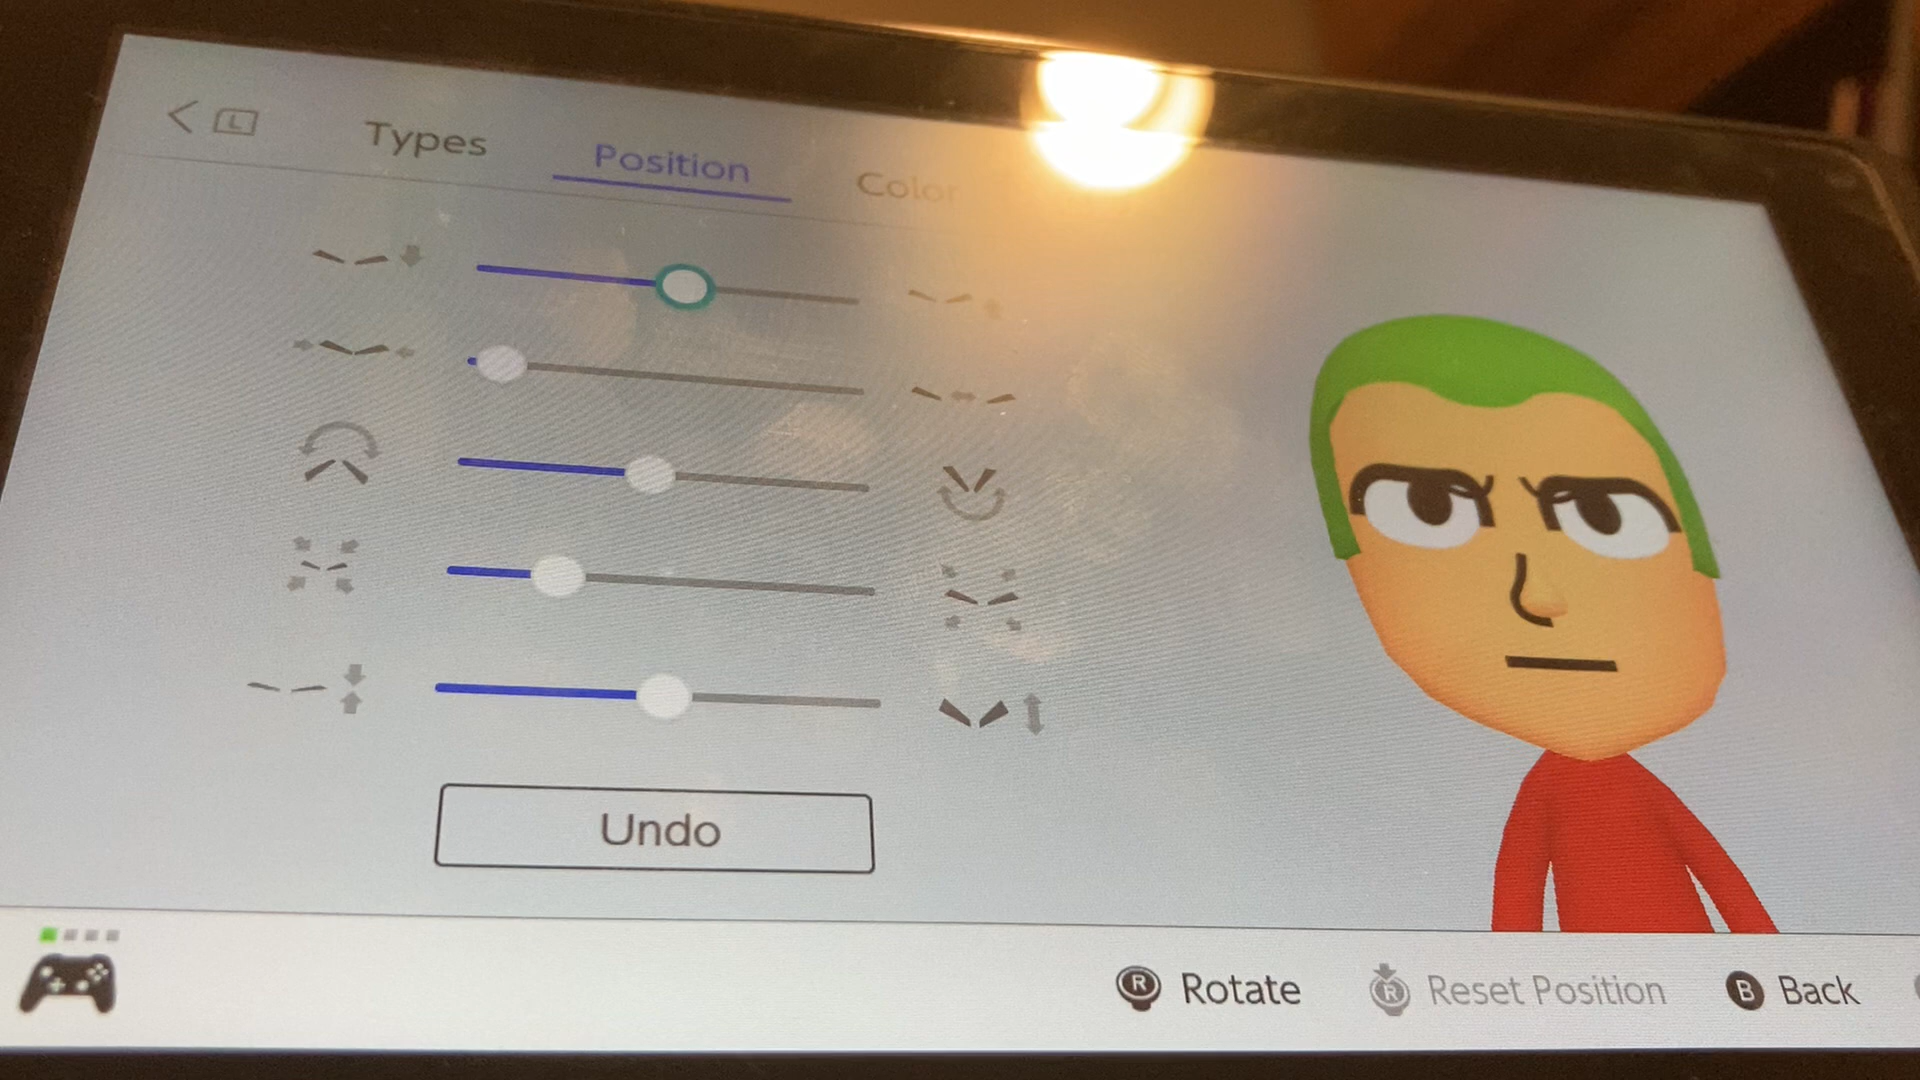 L
Types
Position
Color
Undo
R Rotate
R Reset Position
B Back